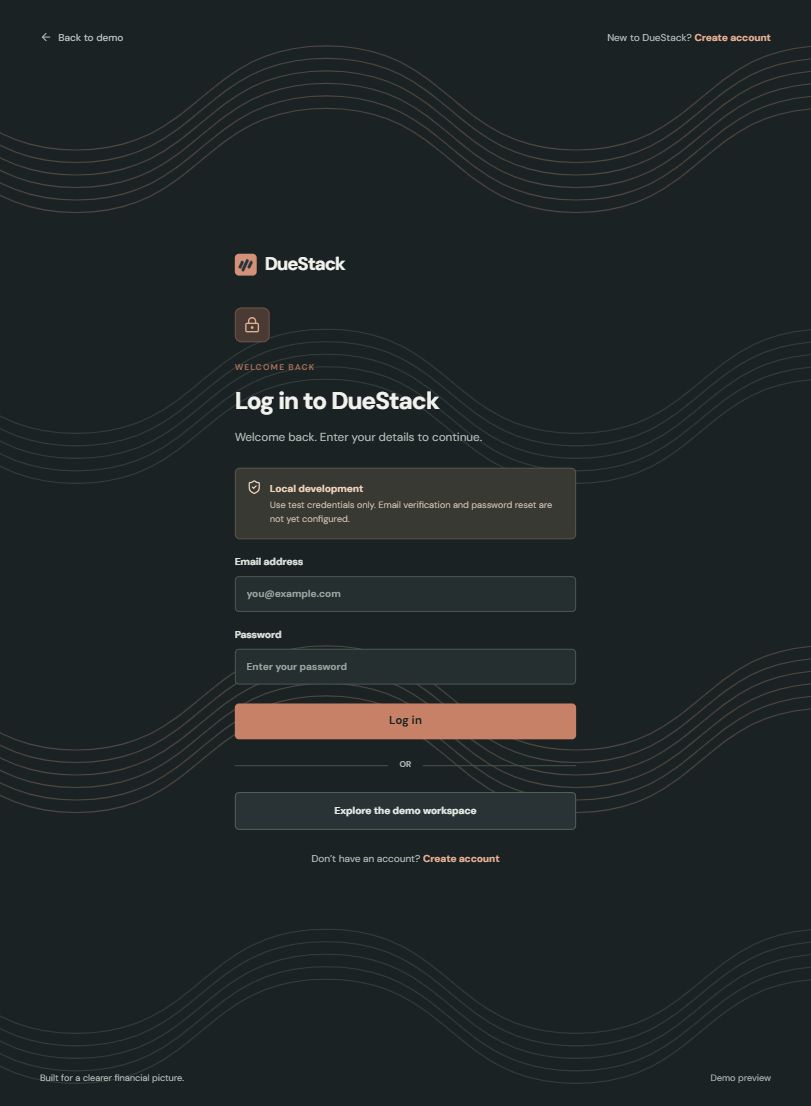 Back to demo
New to DueStack? Create account
DueStack
WELCOME BACK
Log in to DueStack
Welcome back. Enter your details to continue.
Local development
Use test credentials only. Email verification and password reset are
not yet configured.
Email address
you@example.com
Password
Enter your password
Log in
OR
Explore the demo workspace
Don't have an account? Create account
Built for a clearer financial picture.
Demo preview